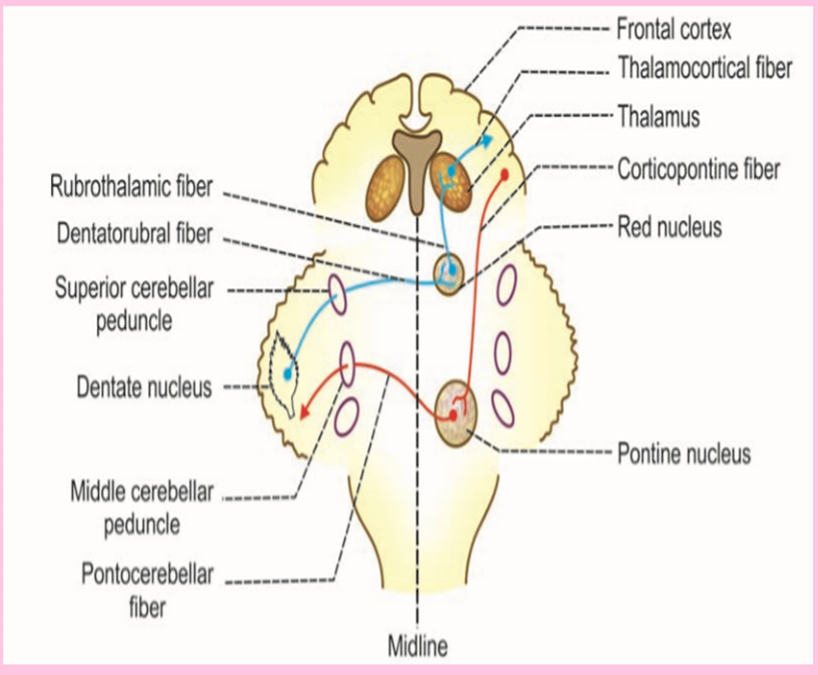 Frontal cortex
Thalamocortical fiber
Thalamus
Corticopontine fiber
Red nucleus
Pontine nucleus
Rubrothalamic fiber
Dentatorubral fiber
Superior cerebellar
peduncle
Dentate nucleus
Middle cerebellar
peduncle
Pontocerebellar
fiber
Midline